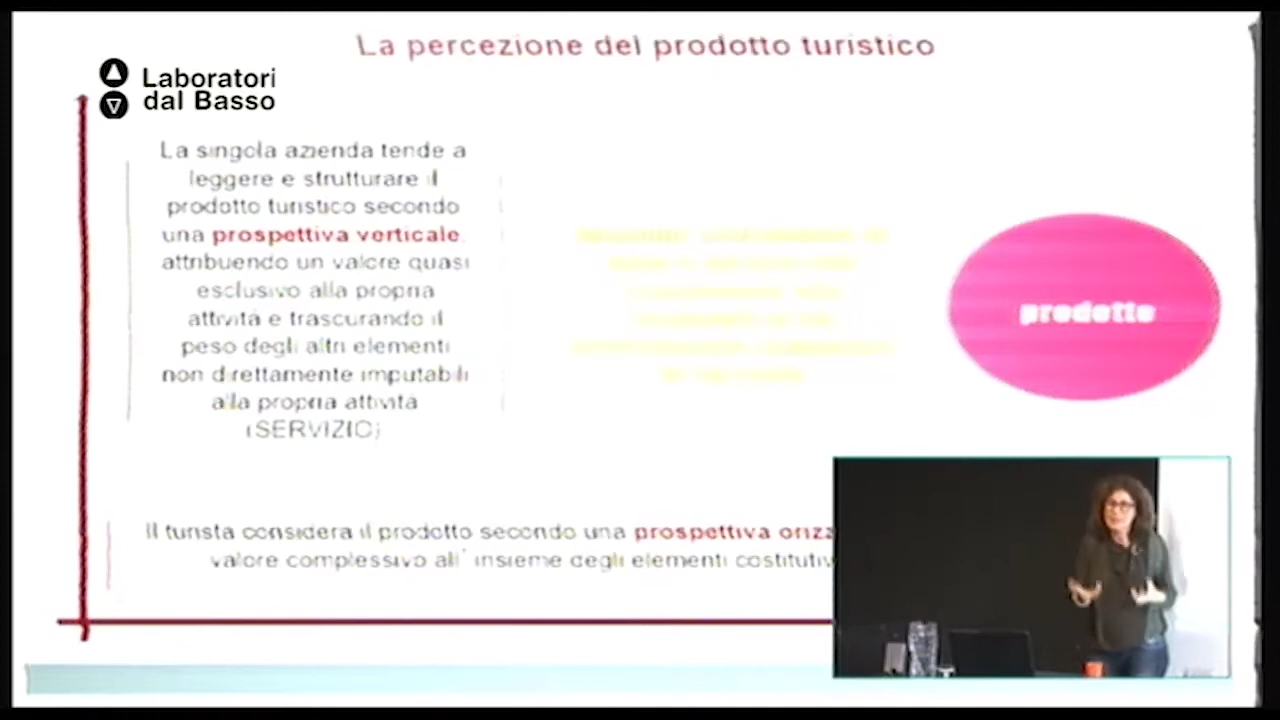 La percezione del prodotto turistico
Laboratori
dal Basso
La singola azienda tende a
leggere e strutturare il
prodotto turistico secondo
una prospettiva verticale,
attribuendo un valore quasi
esclusivo alla propria
attività e trascurando il
peso degli altri elementi
non direttamente imputabili
alla propria attività
(SERVIZIO)
prodotto
Il turista considera il prodotto secondo una prospettiva orizz
valore complessivo all' insieme degli elementi costitutiv